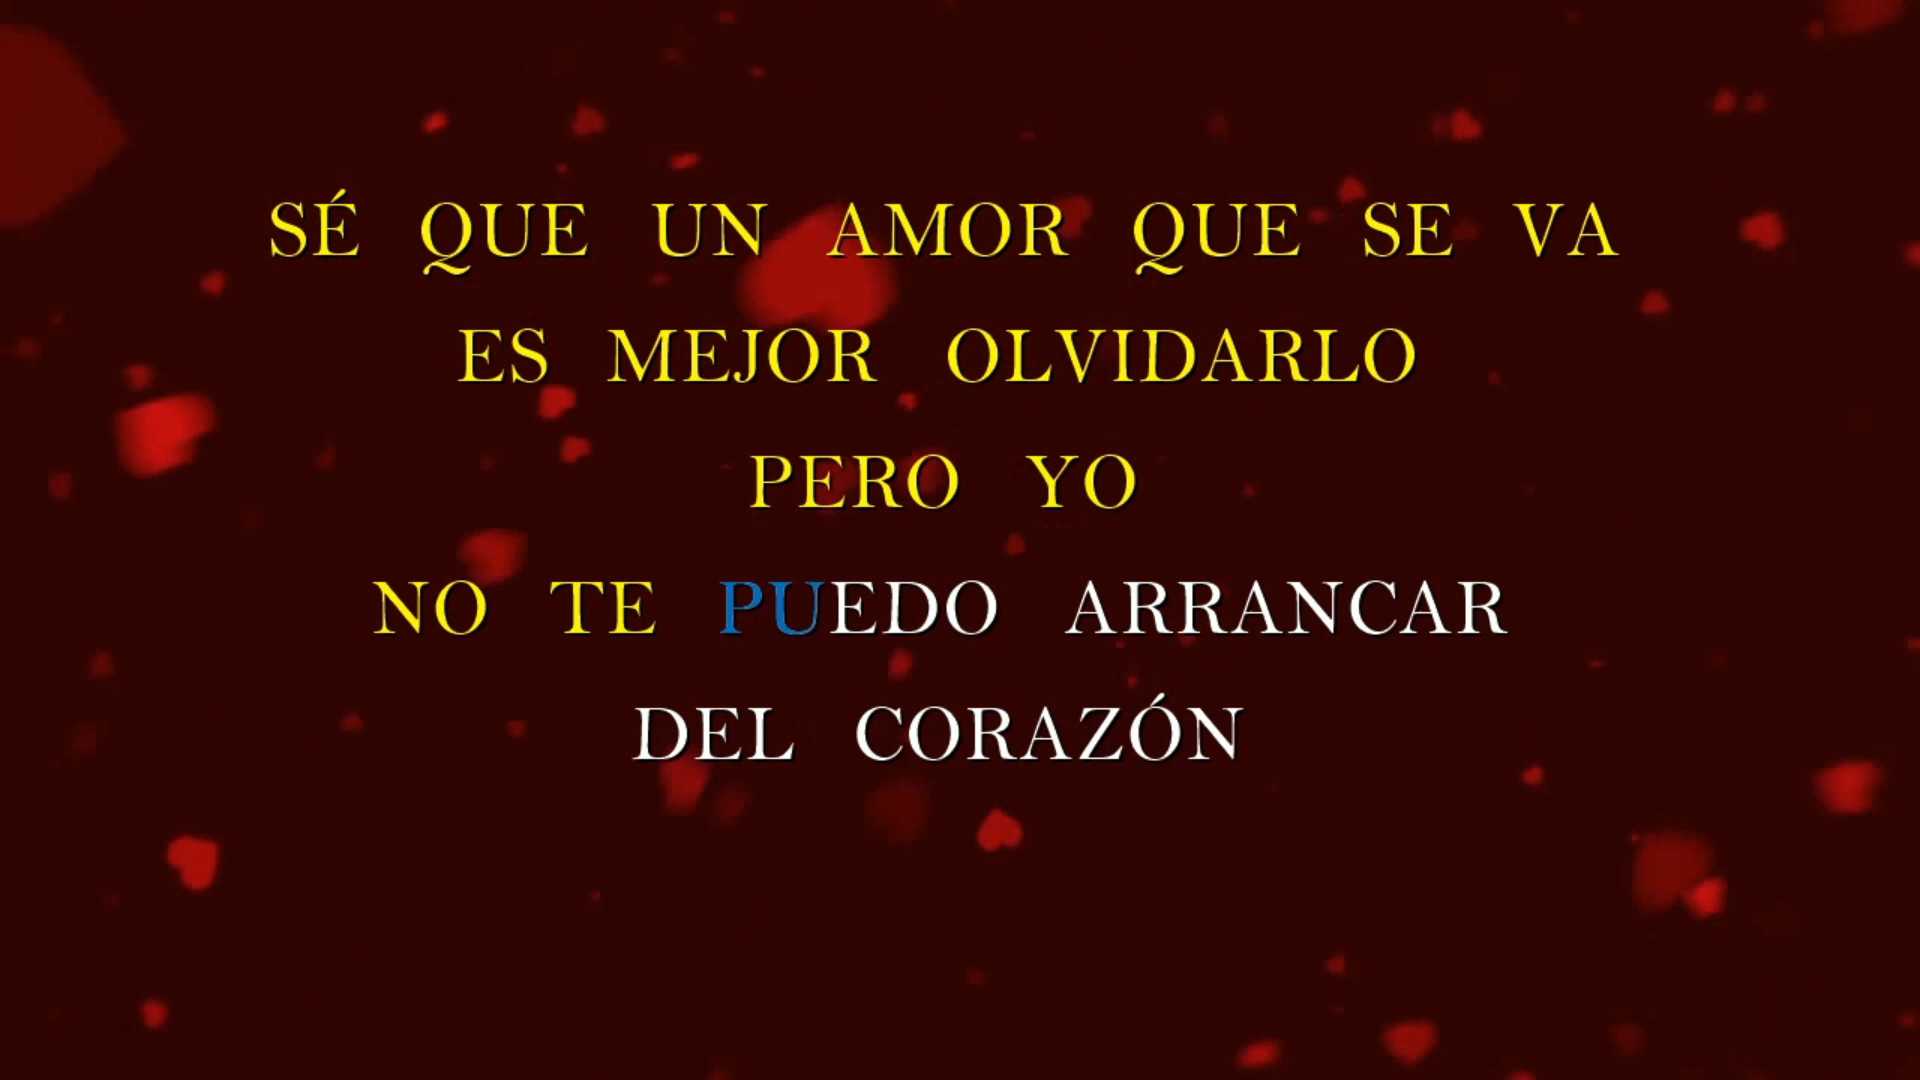 SÉ QUE UN AMOR QUE SE VA
ES MEJOR OLVIDARLO
PERO YO
NO TE PUEDO ARRANCAR
DEL CORAZÓN